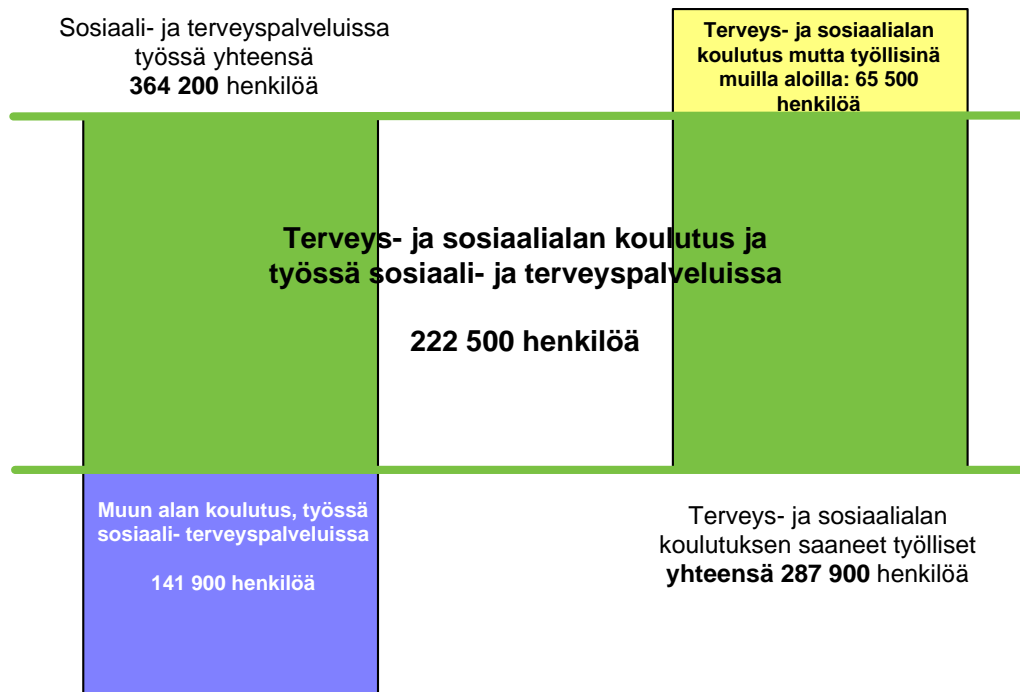 Sosiaali- ja terveyspalveluissa
työssä yhteensä
364 200 henkilöä
Terveys- ja sosiaalialan
koulutus mutta työllisinä
muilla aloilla: 65 500
henkilöä
Terveys- ja sosiaalialan koulutus ja
työssä sosiaali- ja terveyspalveluissa
222 500 henkilöä
Muun alan koulutus, työssä
sosiaali- terveyspalveluissa
141 900 henkilöä
Terveys- ja sosiaalialan
koulutuksen saaneet työlliset
yhteensä 287 900 henkilöä